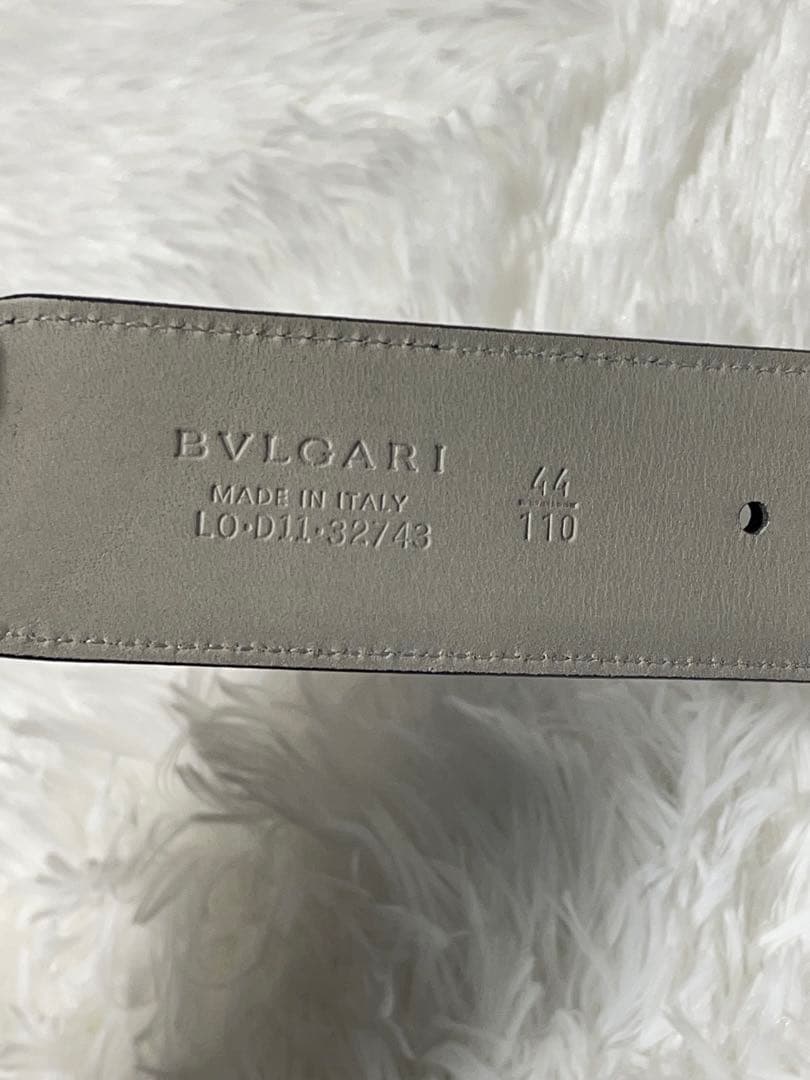 BVLGARI
MADE IN ITALY
LO·D11·32743
44
110